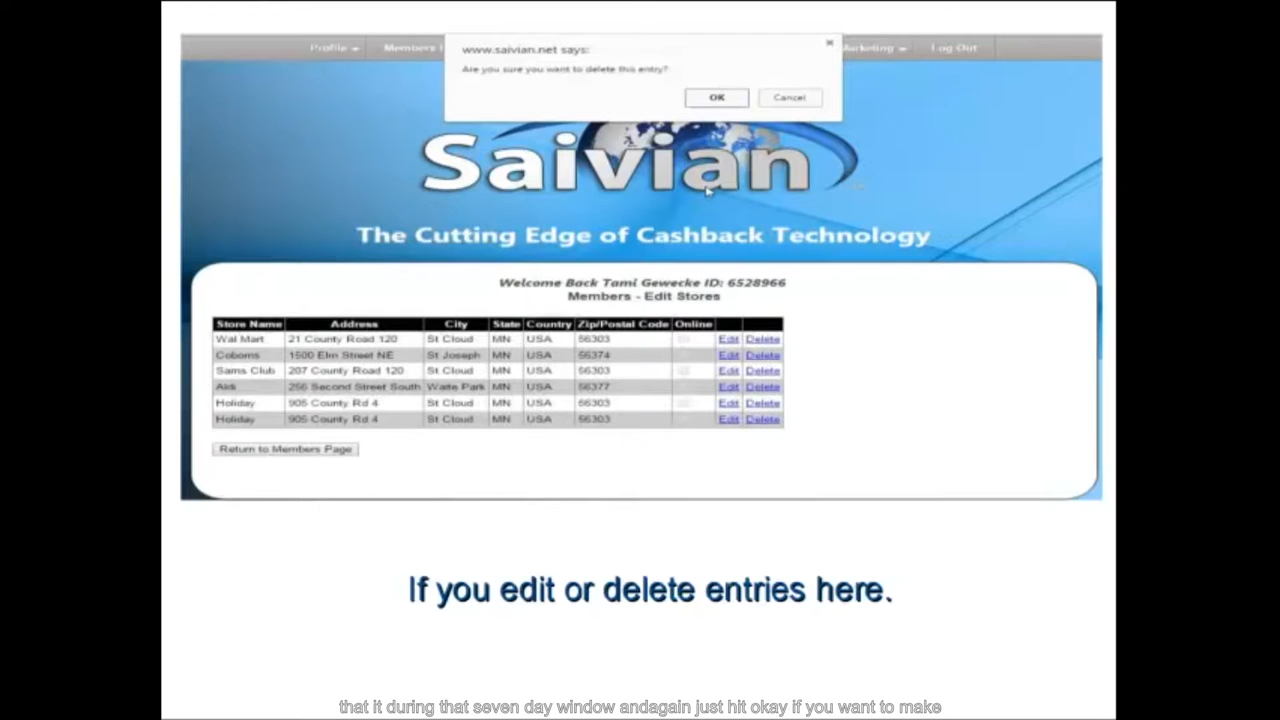 www.saivian.net says:
Are you sure you want to delete this entry?
OK Cancel
Profile Members Marketing Log Out
Saivian
The Cutting Edge of Cashback Technology
Welcome Back Tami Gewecke ID: 6528966
Members - Edit Stores
Store Name Address City State Country Zip/Postal Code Online
Wal Mart 21 County Road 120 St Cloud MN USA 56303 Edit Delete
Coborns 1500 Elm Street NE St Joseph MN USA 56374 Edit Delete
Sams Club 207 County Road 120 St Cloud MN USA 56303 Edit Delete
Aldi 256 Second Street South Waite Park MN USA 56377 Edit Delete
Holiday 905 County Rd 4 St Cloud MN USA 56303 Edit Delete
Holiday 905 County Rd 4 St Cloud MN USA 56303 Edit Delete
Return to Members Page
If you edit or delete entries here.
that it during that seven day window andagain just hit okay if you want to make